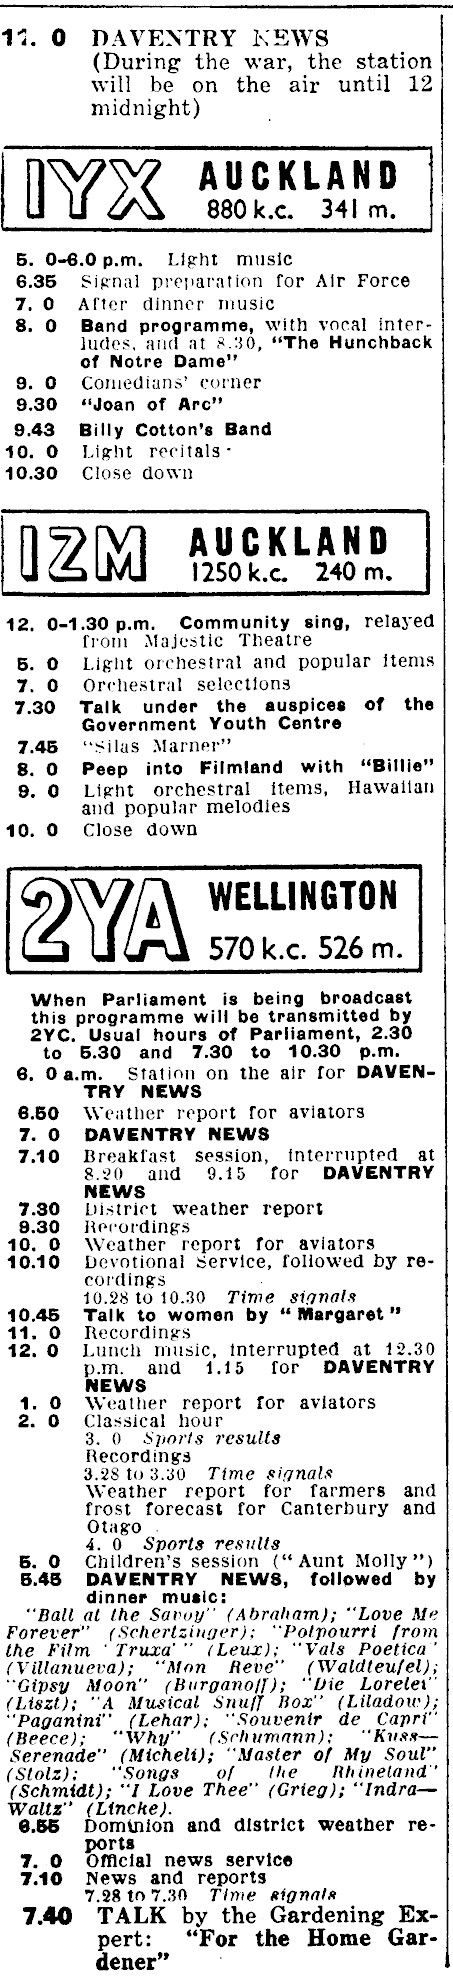 11. 0 DAVENTRY NEWS
(During the war, the station
will be on the air until 12
midnight)
1YX AUCKLAND
880 k.c. 341 m.
5. 0-6.0 p.m. Light music
6.35 Signal preparation for Air Force
7. 0 After dinner music
8. 0 Band programme, with vocal inter-
ludes, and at 8.30, "The Hunchback
of Notre Dame"
9. 0 Comedians' corner
9.30 "Joan of Arc"
9.43 Billy Cotton's Band
10. 0 Light recitals
10.30 Close down
1ZM AUCKLAND
1250 k.c. 240 m.
12. 0-1.30 p.m. Community sing, relayed
from Majestic Theatre
5. 0 Light orchestral and popular items
7. 0 Orchestral selections
7.30 Talk under the auspices of the
Government Youth Centre
7.45 "Silas Marner"
8. 0 Peep into Filmland with "Billie"
9. 0 Light orchestral items, Hawaiian
and popular melodies
10. 0 Close down
2YA WELLINGTON
570 k.c. 526 m.
When Parliament is being broadcast
this programme will be transmitted by
2YC. Usual hours of Parliament, 2.30
to 5.30 and 7.30 to 10.30 p.m.
6. 0 a.m. Station on the air for DAVEN-
TRY NEWS
6.50 Weather report for aviators
7. 0 DAVENTRY NEWS
7.10 Breakfast session, interrupted at
8.20 and 9.15 for DAVENTRY
NEWS
7.30 District weather report
9.30 Recordings
10. 0 Weather report for aviators
10.10 Devotional Service, followed by re-
cordings
10.28 to 10.30 Time signals
10.45 Talk to women by "Margaret"
11. 0 Recordings
12. 0 Lunch music, interrupted at 12.30
p.m. and 1.15 for DAVENTRY
NEWS
1. 0 Weather report for aviators
2. 0 Classical hour
3. 0 Sports results
Recordings
3.28 to 3.30 Time signals
Weather report for farmers and
frost forecast for Canterbury and
Otago
4. 0 Sports results
5. 0 Children's session ("Aunt Molly")
5.45 DAVENTRY NEWS, followed by
dinner music:
"Ball at the Savoy" (Abraham); "Love Me
Forever" (Schertzinger); "Potpourri from
the Film 'Truxa'" (Leux); "Vals Poetica'
(Villanueva); "Mon Reve" (Waldteufel);
"Gipsy Moon" (Burganoff); "Die Lorelei"
(Liszt); "A Musical Snuff Box" (Liladow);
"Paganini" (Lehar); "Souvenir de Capri"
(Beece); "Why" (Schumann); "Kuss—
Serenade" (Micheli); "Master of My Soul"
(Stolz); "Songs of the Rhineland"
(Schmidt); "I Love Thee" (Grieg); "Indra—
Waltz" (Lincke).
6.55 Dominion and district weather re-
ports
7. 0 Official news service
7.10 News and reports
7.28 to 7.30 Time signals
7.40 TALK by the Gardening Ex-
pert: "For the Home Gar-
dener"